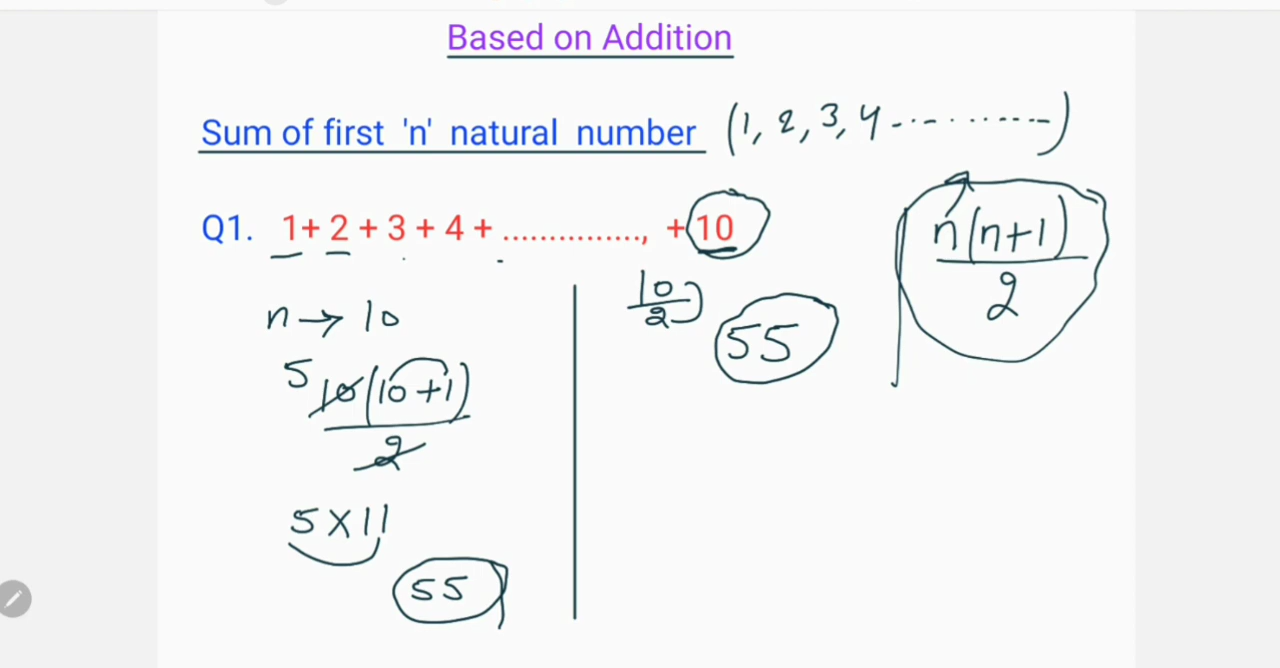 Based on Addition
Sum of first 'n' natural number (1, 2, 3, 4 ------------)
Q1. 1+ 2 + 3 + 4 + ..............., +10
n(n+1)
2
n → 10
10
2
55
5 10(10+1)
2
5×11
55